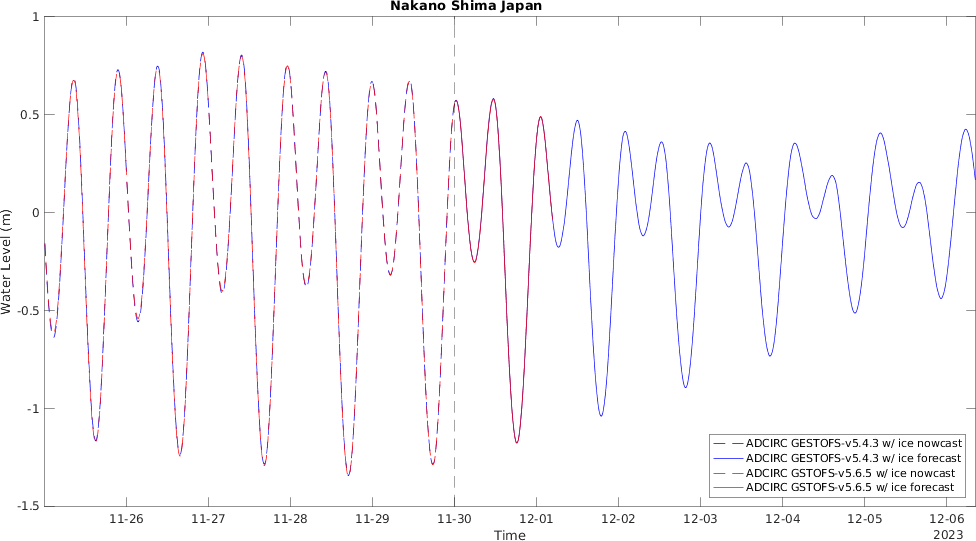 Nakano Shima Japan
Water Level (m)
1
0.5
0
-0.5
-1
-1.5
ADCIRC GESTOFS-v5.4.3 w/ ice nowcast
ADCIRC GESTOFS-v5.4.3 w/ ice forecast
ADCIRC GSTOFS-v5.6.5 w/ ice nowcast
ADCIRC GSTOFS-v5.6.5 w/ ice forecast
11-26 11-27 11-28 11-29 11-30 12-01 12-02 12-03 12-04 12-05 12-06
Time
2023